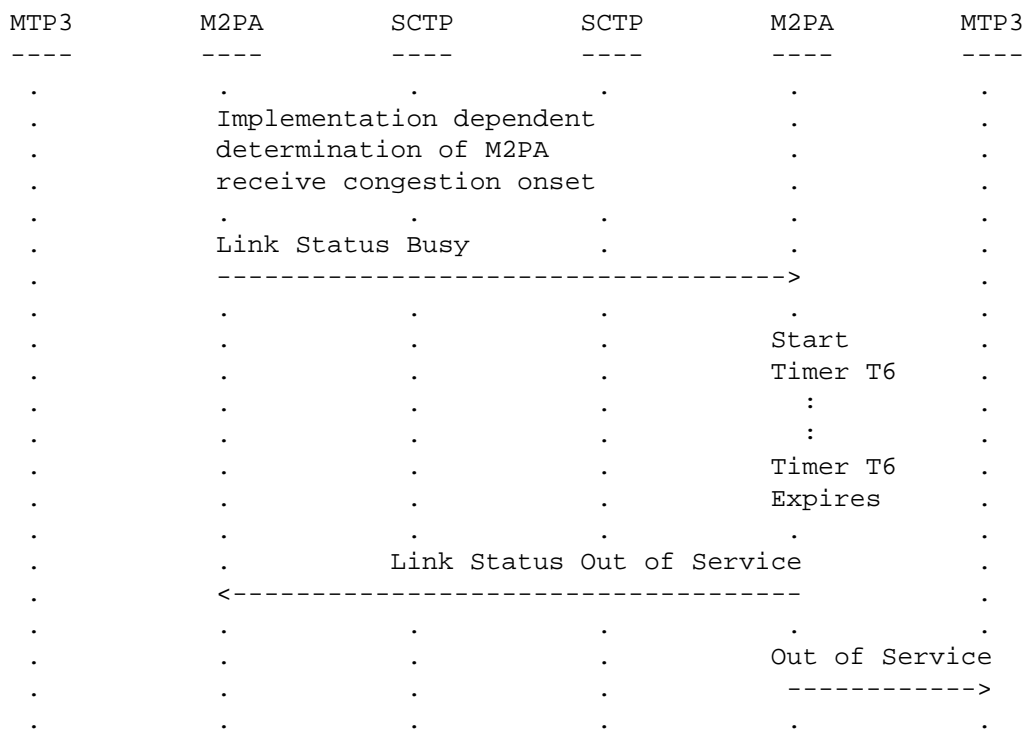 MTP3 M2PA SCTP SCTP M2PA MTP3
---- ---- ---- ---- ---- ----
. . . . . .
. Implementation dependent . .
. determination of M2PA . .
. receive congestion onset . .
. . . . . .
. Link Status Busy . . .
. ------------------------------------> .
. . . . . .
. . . . Start .
. . . . Timer T6 .
. . . . : .
. . . . : .
. . . . Timer T6 .
. . . . Expires .
. . . . . .
. . Link Status Out of Service .
. <------------------------------------ .
. . . . . .
. . . . Out of Service
. . . . ------------>
. . . . . .